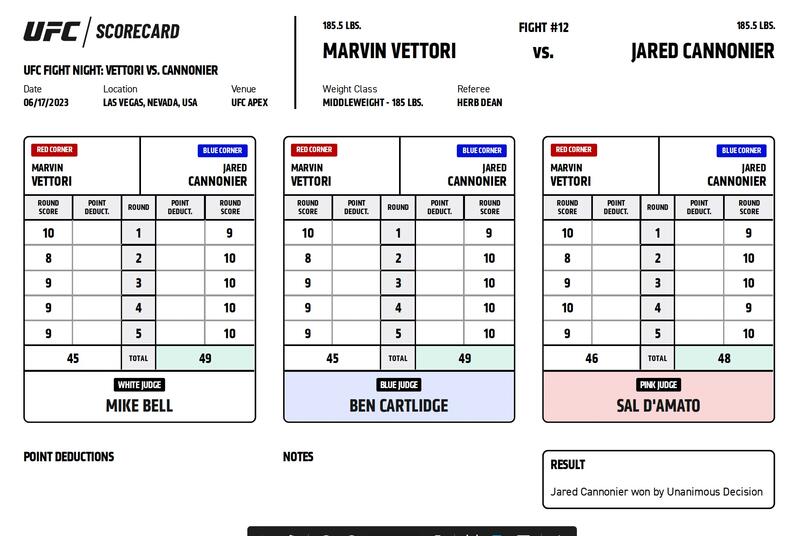 UFC / SCORECARD
UFC FIGHT NIGHT: VETTORI VS. CANNONIER
Date Location Venue
06/17/2023 LAS VEGAS, NEVADA, USA UFC APEX
185.5 LBS. FIGHT #12 185.5 LBS.
MARVIN VETTORI VS. JARED CANNONIER
Weight Class Referee
MIDDLEWEIGHT - 185 LBS. HERB DEAN
RED CORNER BLUE CORNER
MARVIN JARED
VETTORI CANNONIER
ROUND POINT ROUND POINT ROUND
SCORE DEDUCT. DEDUCT. SCORE
10 1 9
8 2 10
9 3 10
9 4 10
9 5 10
45 TOTAL 49
WHITE JUDGE
MIKE BELL
RED CORNER BLUE CORNER
MARVIN JARED
VETTORI CANNONIER
ROUND POINT ROUND POINT ROUND
SCORE DEDUCT. DEDUCT. SCORE
10 1 9
8 2 10
9 3 10
9 4 10
9 5 10
45 TOTAL 49
BLUE JUDGE
BEN CARTLIDGE
RED CORNER BLUE CORNER
MARVIN JARED
VETTORI CANNONIER
ROUND POINT ROUND POINT ROUND
SCORE DEDUCT. DEDUCT. SCORE
10 1 9
8 2 10
9 3 10
10 4 9
9 5 10
46 TOTAL 48
PINK JUDGE
SAL D'AMATO
POINT DEDUCTIONS
NOTES
RESULT
Jared Cannonier won by Unanimous Decision